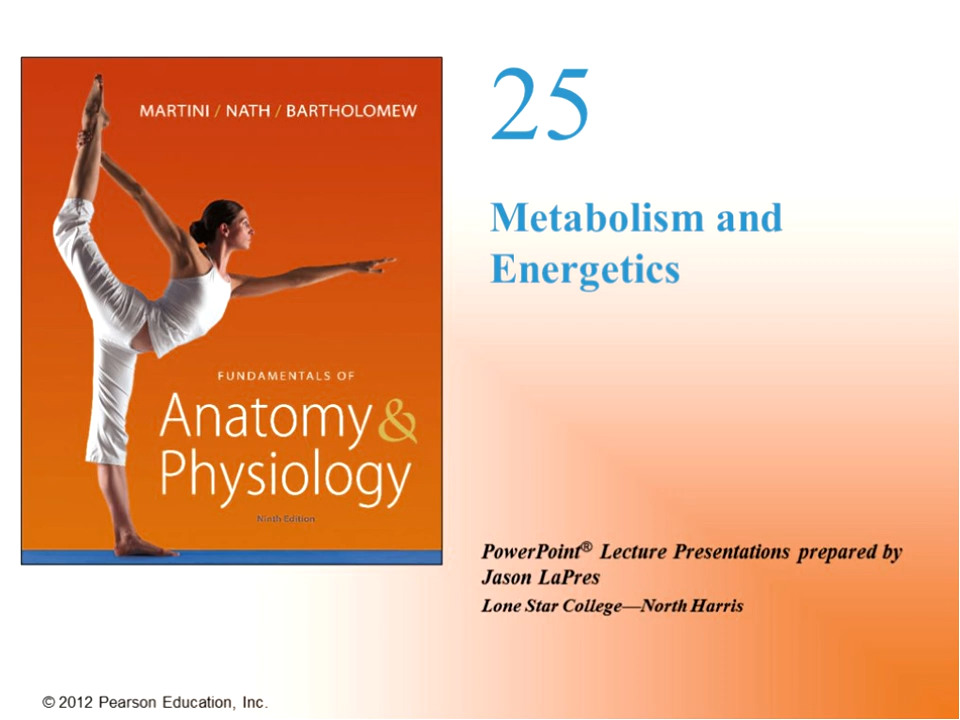 MARTINI / NATH / BARTHOLOMEW
FUNDAMENTALS OF
Anatomy &
Physiology
Ninth Edition
25
Metabolism and
Energetics
PowerPoint® Lecture Presentations prepared by
Jason LaPres
Lone Star College—North Harris
© 2012 Pearson Education, Inc.